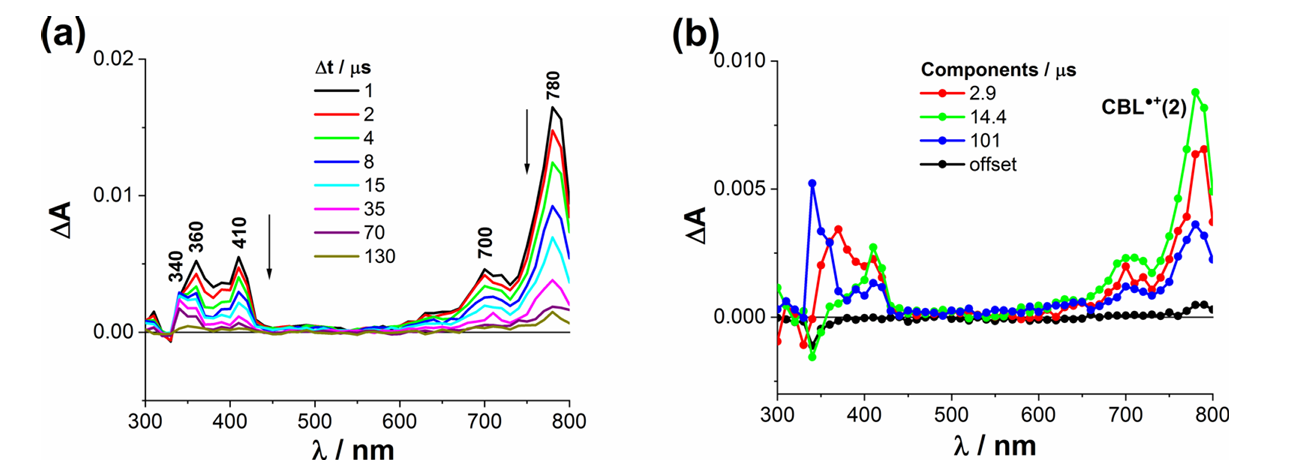 (a)
0.02
0.01
0.00
ΔA
300 400 500 600 700 800
λ / nm
Δt / μs
1
2
4
8
15
35
70
130
340
360
410
700
780
(b)
0.010
0.005
0.000
ΔA
300 400 500 600 700 800
λ / nm
Components / μs
2.9
14.4
101
offset
CBL•+(2)